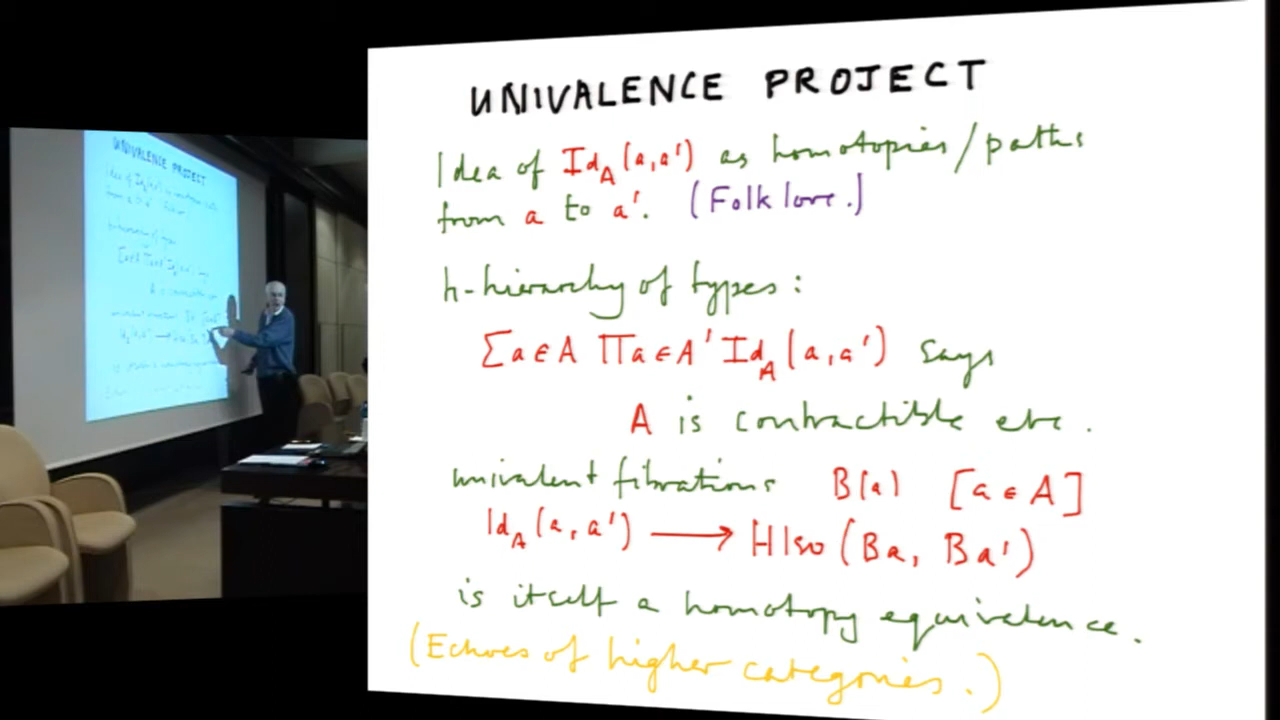 UNIVALENCE PROJECT
Idea of Id_A(a,a') as homotopies/paths
from a to a'. (Folklore.)
h-hierarchy of types:
Σa∈A Πa∈A' Id_A(a,a') says
A is contractible etc.
univalent fibrations B(a) [a∈A]
Id_A(a,a') ⟶ HIso(Ba, Ba')
is itself a homotopy equivalence.
(Echoes of higher categories.)